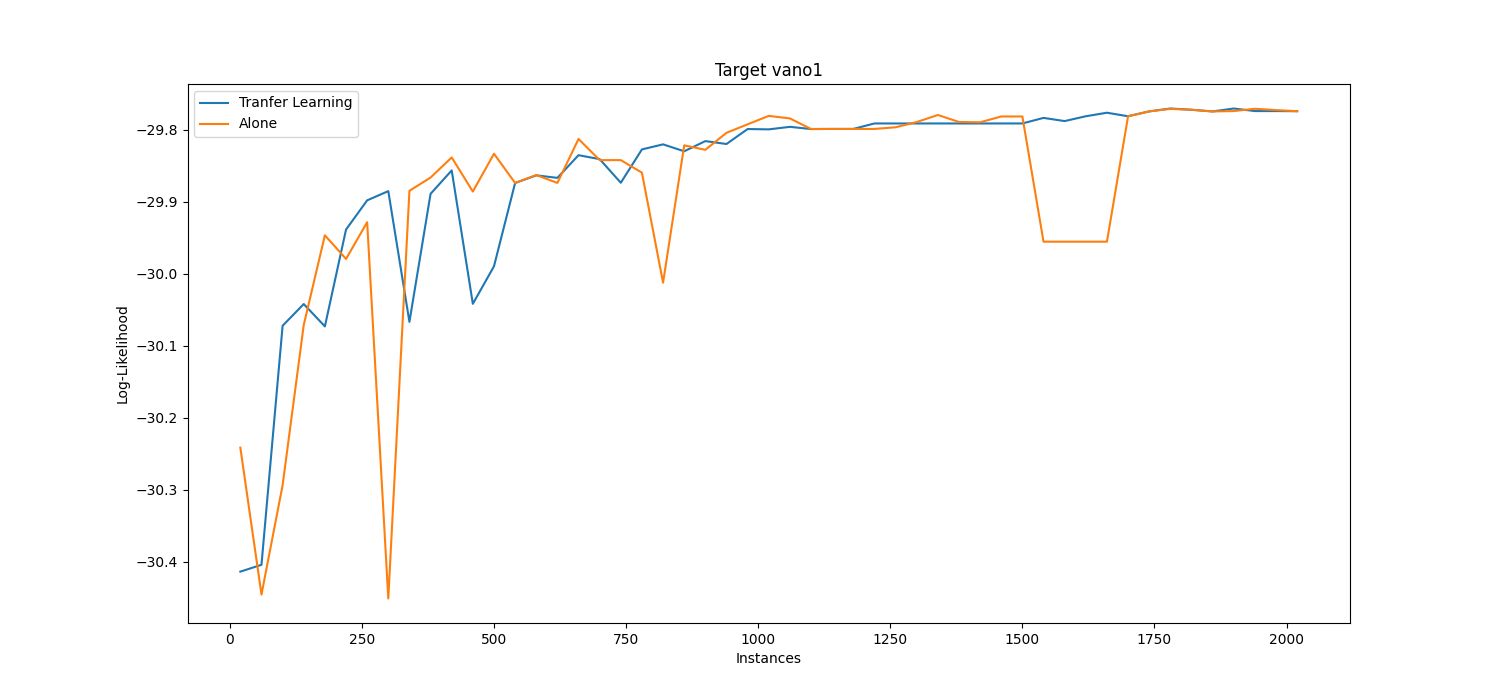 Target vano1
Tranfer Learning
Alone
−29.8
−29.9
−30.0
−30.1
−30.2
−30.3
−30.4
Log-Likelihood
0 250 500 750 1000 1250 1500 1750 2000
Instances